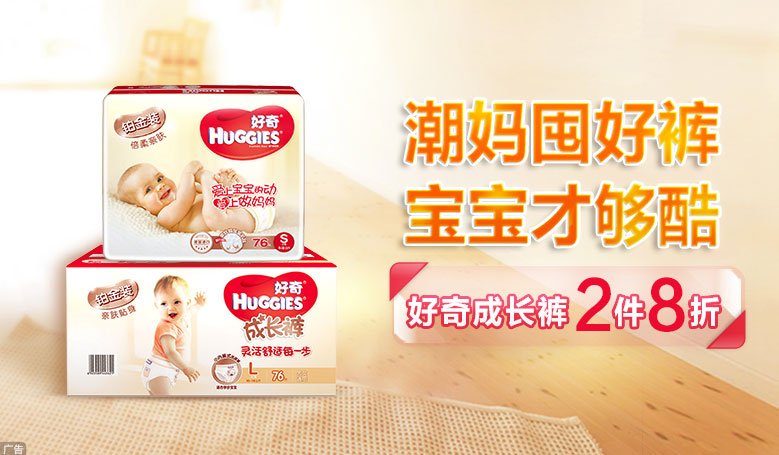 潮妈囤好裤
宝宝才够酷
好奇成长裤2件8折
铂金装
倍柔亲肤
好奇
HUGGIES
爱上宝宝的动
爱上做妈妈
76
S
铂金装
亲肤贴身
好奇
HUGGIES
成长裤
灵活舒适每一步
L
76
广告